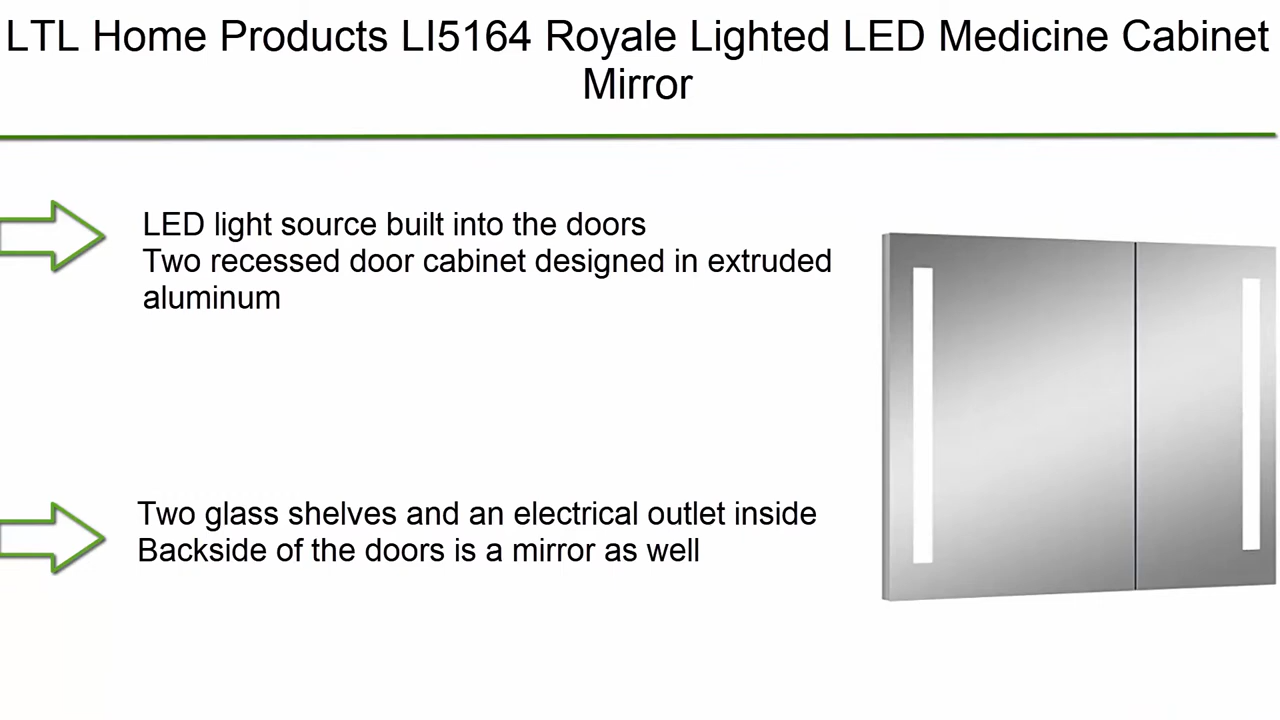 LTL Home Products LI5164 Royale Lighted LED Medicine Cabinet
Mirror
LED light source built into the doors
Two recessed door cabinet designed in extruded
aluminum
Two glass shelves and an electrical outlet inside
Backside of the doors is a mirror as well